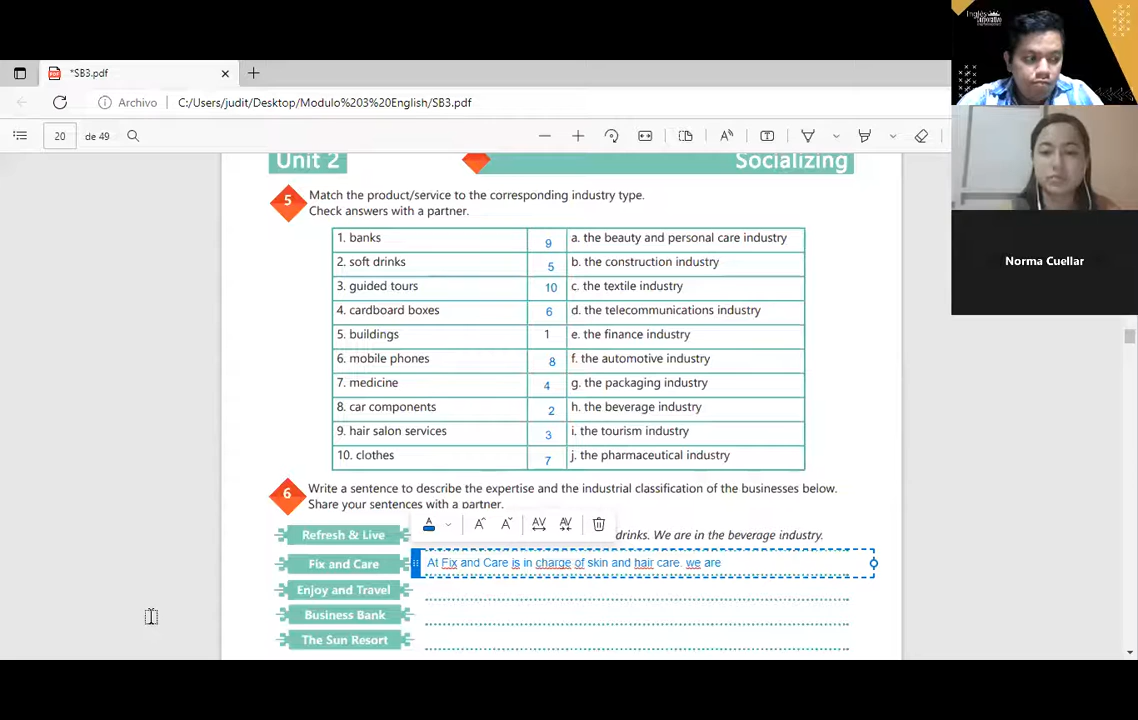 Inglés
Corporativo
*SB3.pdf
Archivo
C:/Users/judit/Desktop/Modulo%203%20English/SB3.pdf
20 de 49
Unit 2
Socializing
5
Match the product/service to the corresponding industry type.
Check answers with a partner.
1. banks 9 a. the beauty and personal care industry
2. soft drinks 5 b. the construction industry
3. guided tours 10 c. the textile industry
4. cardboard boxes 6 d. the telecommunications industry
5. buildings 1 e. the finance industry
6. mobile phones 8 f. the automotive industry
7. medicine 4 g. the packaging industry
8. car components 2 h. the beverage industry
9. hair salon services 3 i. the tourism industry
10. clothes 7 j. the pharmaceutical industry
6
Write a sentence to describe the expertise and the industrial classification of the businesses below.
Share your sentences with a partner.
Refresh & Live drinks. We are in the beverage industry.
Fix and Care At Fix and Care is in charge of skin and hair care. we are
Enjoy and Travel
Business Bank
The Sun Resort
Norma Cuellar